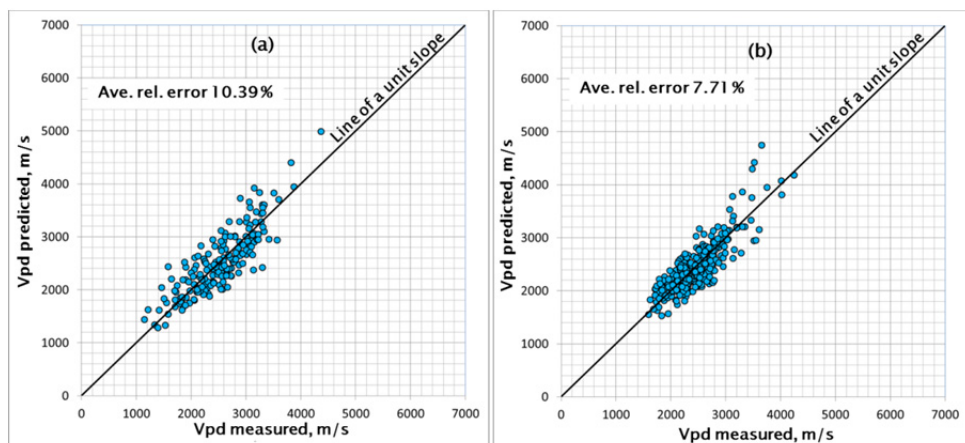 7000
6000
5000
4000
3000
2000
1000
0
Vpd predicted, m/s
(a)
Ave. rel. error 10.39%
Line of a unit slope
0 1000 2000 3000 4000 5000 6000 7000
Vpd measured, m/s
7000
6000
5000
4000
3000
2000
1000
0
Vpd predicted, m/s
(b)
Ave. rel. error 7.71%
Line of a unit slope
0 1000 2000 3000 4000 5000 6000 7000
Vpd measured, m/s